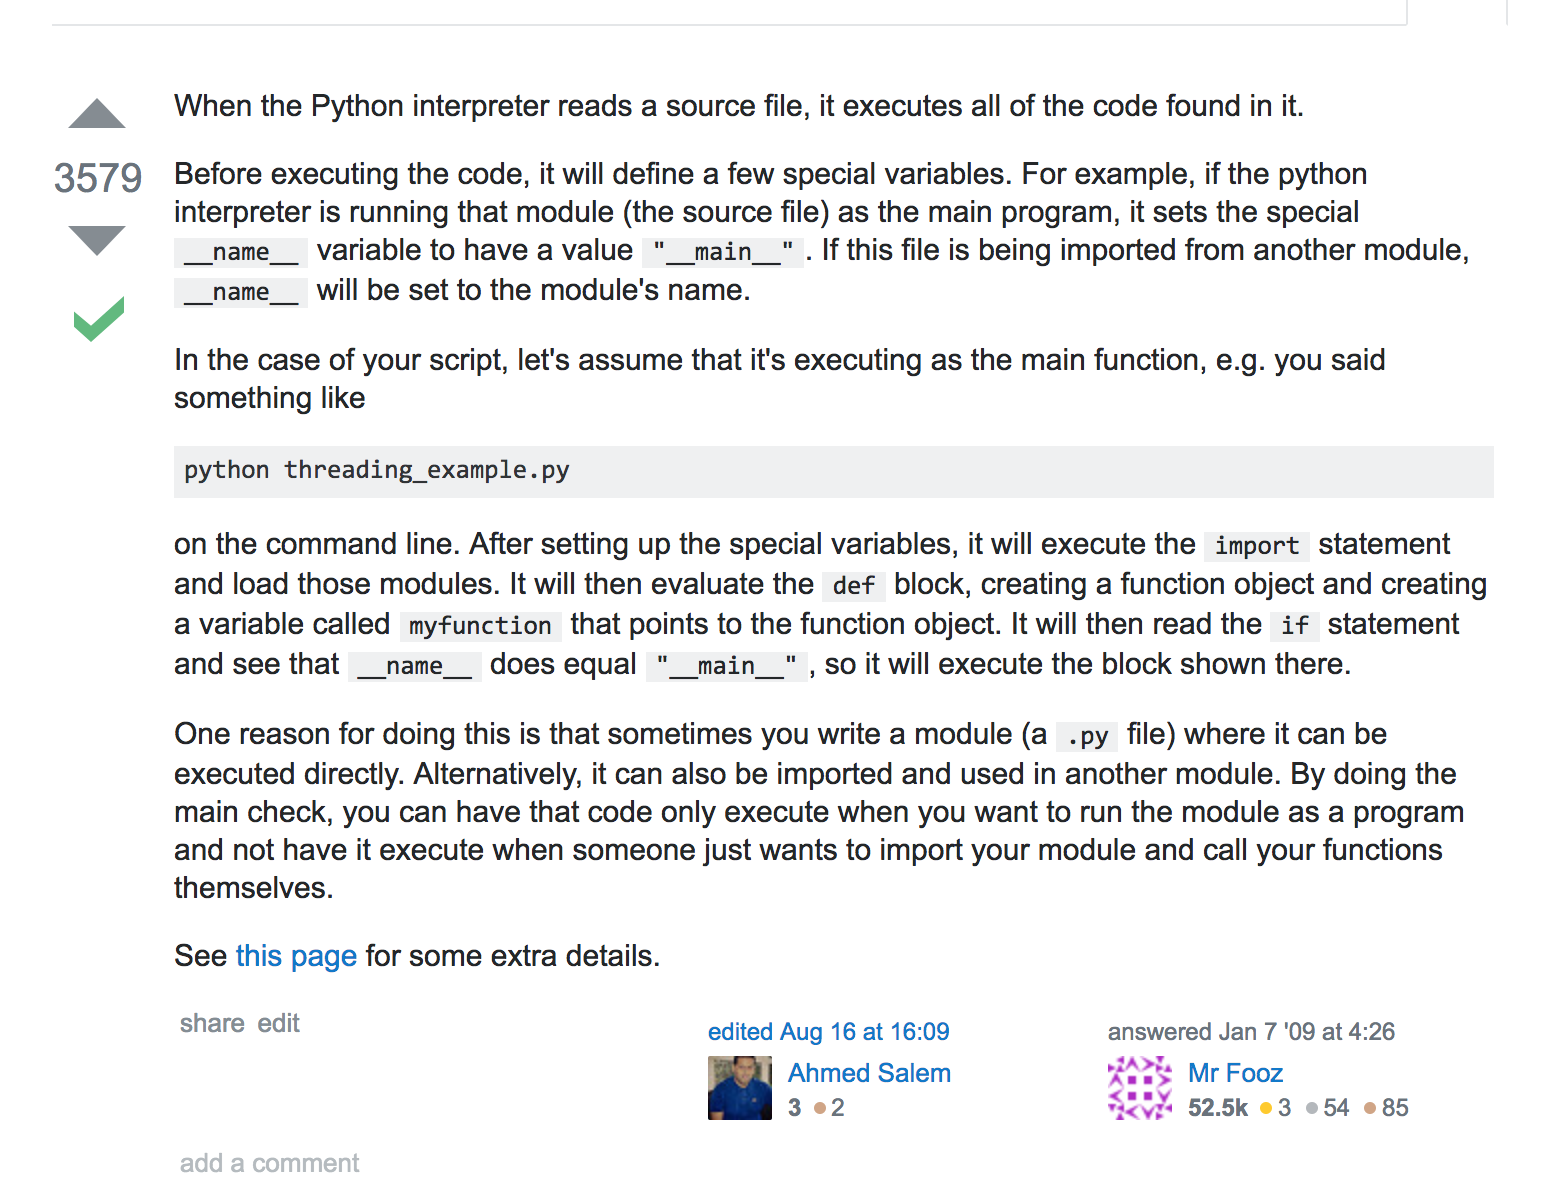 When the Python interpreter reads a source file, it executes all of the code found in it.
3579
Before executing the code, it will define a few special variables. For example, if the python
interpreter is running that module (the source file) as the main program, it sets the special
__name__ variable to have a value "__main__" . If this file is being imported from another module,
__name__ will be set to the module's name.
In the case of your script, let's assume that it's executing as the main function, e.g. you said
something like
python threading_example.py
on the command line. After setting up the special variables, it will execute the import statement
and load those modules. It will then evaluate the def block, creating a function object and creating
a variable called myfunction that points to the function object. It will then read the if statement
and see that __name__ does equal "__main__" , so it will execute the block shown there.
One reason for doing this is that sometimes you write a module (a .py file) where it can be
executed directly. Alternatively, it can also be imported and used in another module. By doing the
main check, you can have that code only execute when you want to run the module as a program
and not have it execute when someone just wants to import your module and call your functions
themselves.
See this page for some extra details.
share edit
edited Aug 16 at 16:09
Ahmed Salem
3 2
answered Jan 7 '09 at 4:26
Mr Fooz
52.5k 3 54 85
add a comment